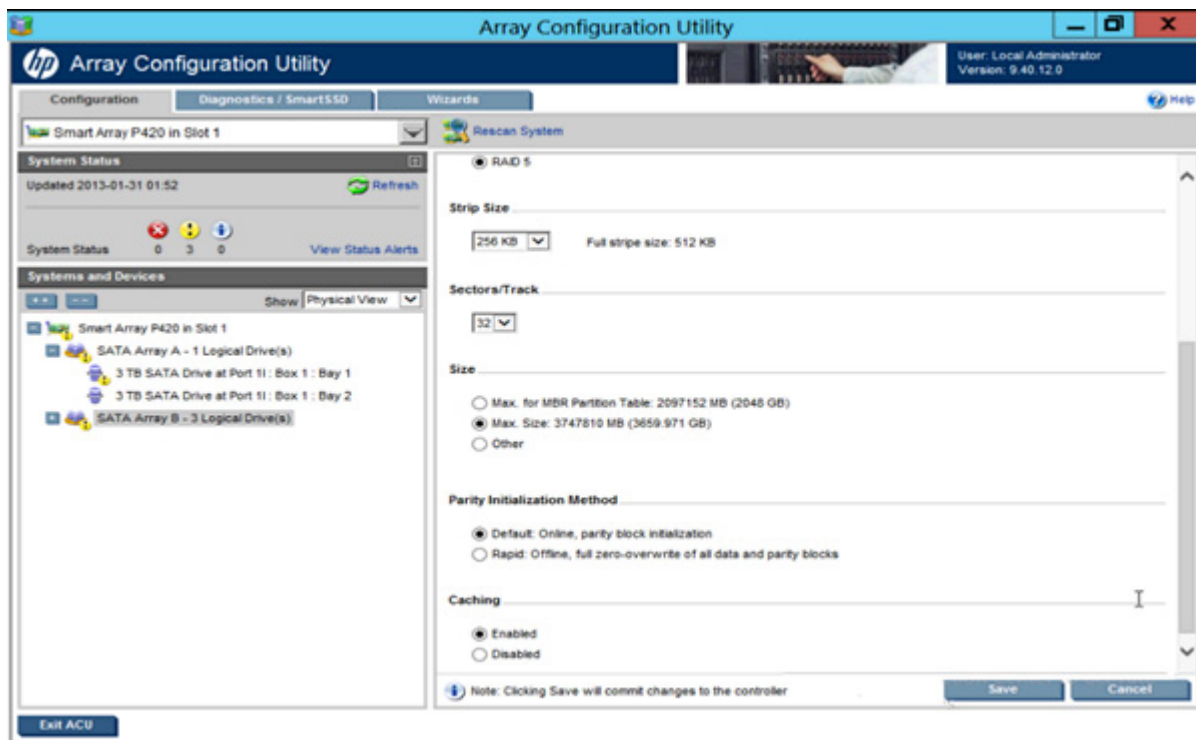 Array Configuration Utility
hp Array Configuration Utility
User: Local Administrator
Version: 9.40.12.0
Configuration
Diagnostics / SmartSSD
Wizards
Help
Smart Array P420 in Slot 1
Rescan System
System Status
Updated 2013-01-31 01:52
Refresh
System Status 0 3 0 View Status Alerts
Systems and Devices
Show Physical View
Smart Array P420 in Slot 1
SATA Array A - 1 Logical Drive(s)
3 TB SATA Drive at Port 1I : Box 1 : Bay 1
3 TB SATA Drive at Port 1I : Box 1 : Bay 2
SATA Array B - 3 Logical Drive(s)
RAID 5
Strip Size
256 KB Full stripe size: 512 KB
Sectors/Track
32
Size
Max. for MBR Partition Table: 2097152 MB (2048 GB)
Max. Size: 3747810 MB (3659.971 GB)
Other
Parity Initialization Method
Default: Online, parity block initialization
Rapid: Offline, full zero-overwrite of all data and parity blocks
Caching
Enabled
Disabled
Note: Clicking Save will commit changes to the controller
Save
Cancel
Exit ACU